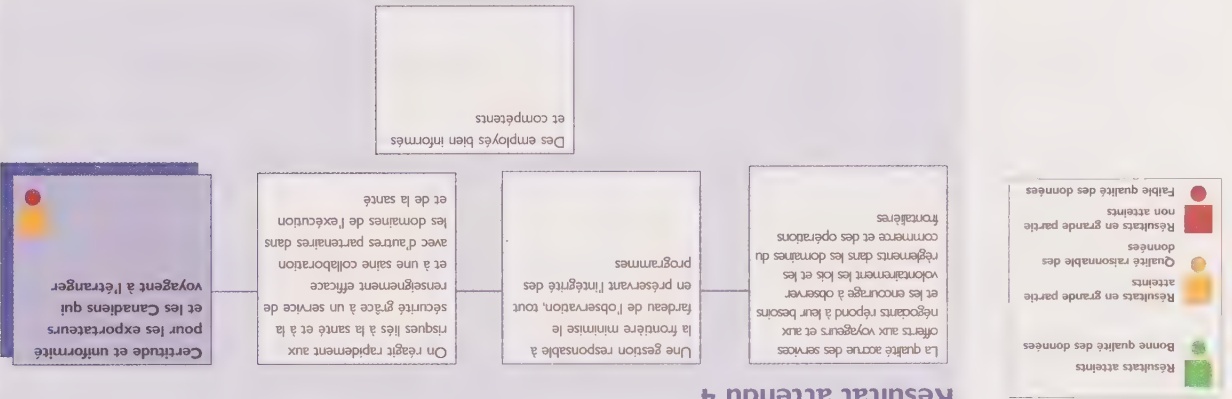 Résultat attendu 4
Résultats atteints
Bonne qualité des données
Résultats en grande partie
atteints
Qualité raisonnable des
données
Résultats en grande partie
non atteints
Faible qualité des données
La qualité accrue des services
offerts aux voyageurs et aux
négociants répond à leur besoins
et les encourage à observer
volontairement les lois et les
règlements dans les domaines du
commerce et des opérations
frontalières
Une gestion responsable à
la frontière minimise le
fardeau de l'observation, tout
en préservant l'intégrité des
programmes
On réagit rapidement aux
risques liés à la santé et à la
sécurité grâce à un service de
renseignement efficace
et à une saine collaboration
avec d'autres partenaires dans
les domaines de l'exécution
et de la santé
Certitude et uniformité
pour les exportateurs
et les Canadiens qui
voyagent à l'étranger
Des employés bien informés
et compétents